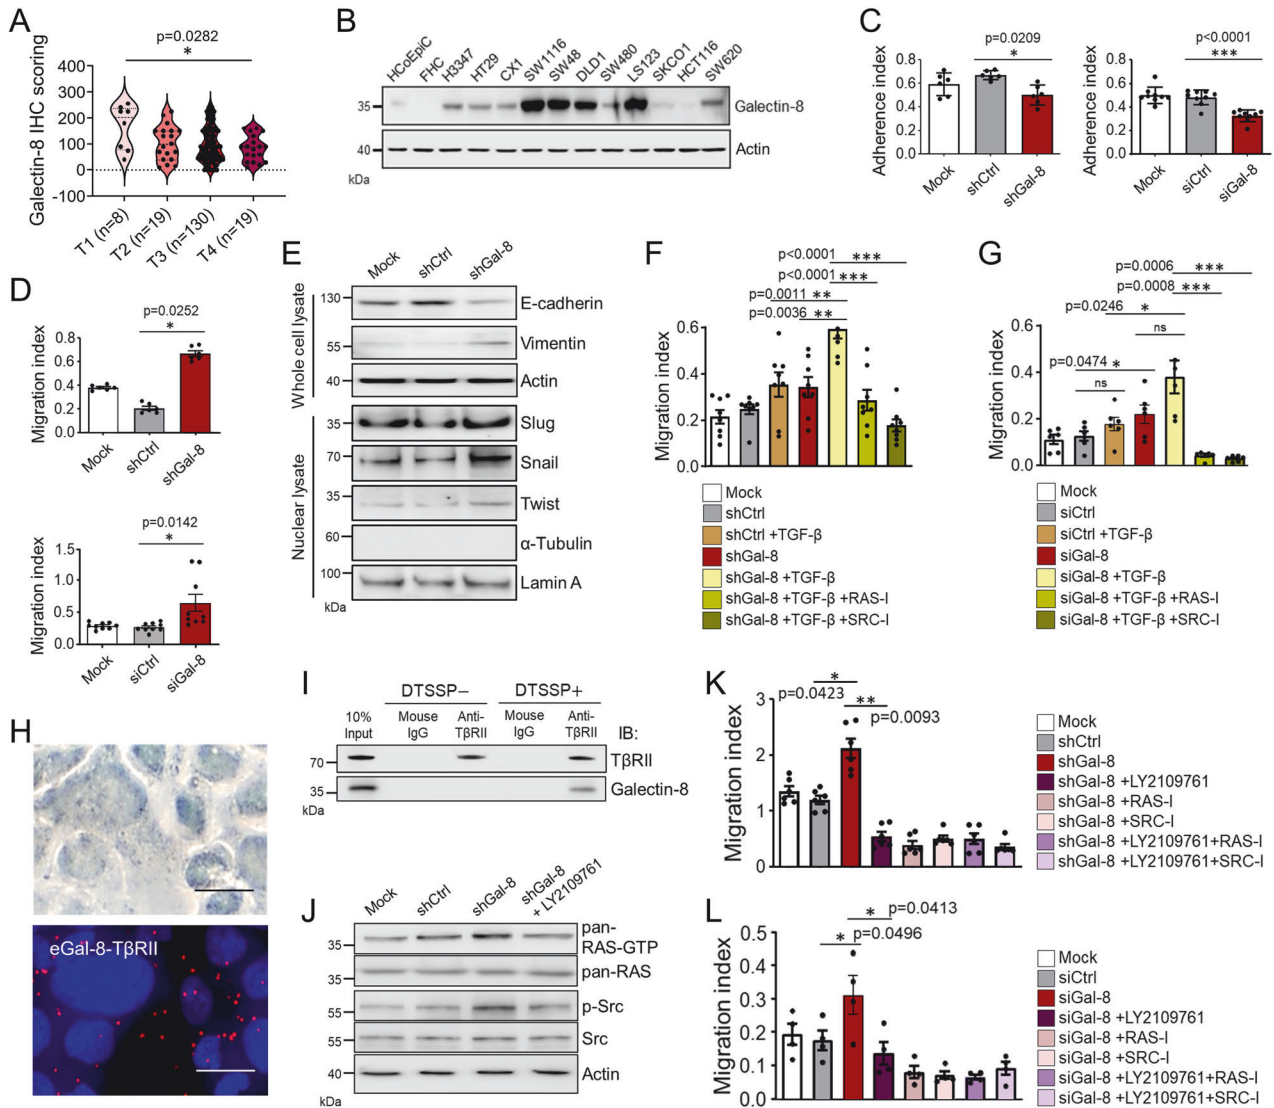 A
p=0.0282
*
Galectin-8 IHC scoring
400
300
200
100
0
-100
T1 (n=8)
T2 (n=19)
T3 (n=130)
T4 (n=19)
B
HCoEpiC
FHC
H3347
HT29
CX1
SW1116
SW48
DLD1
SW480
LS123
SKCO1
HCT116
SW620
35
Galectin-8
40
Actin
kDa
C
p=0.0209
*
Adherence index
0.8
0.6
0.4
0.2
0.0
Mock
shCtrl
shGal-8
p<0.0001
***
Adherence index
0.8
0.6
0.4
0.2
0.0
Mock
siCtrl
siGal-8
D
p=0.0252
*
Migration index
0.8
0.4
0.2
0.0
Mock
shCtrl
shGal-8
p=0.0142
*
Migration index
1.5
1.0
0.5
0.0
Mock
siCtrl
siGal-8
E
Mock
shCtrl
shGal-8
Whole cell lysate
130
E-cadherin
55
Vimentin
40
Actin
Nuclear lysate
35
Slug
70
Snail
35
Twist
60
α-Tubulin
100
Lamin A
kDa
F
p<0.0001 ***
p<0.0001 ***
p=0.0011 **
p=0.0036 **
Migration index
0.6
0.4
0.2
0.0
Mock
shCtrl
shCtrl +TGF-β
shGal-8
shGal-8 +TGF-β
shGal-8 +TGF-β +RAS-I
shGal-8 +TGF-β +SRC-I
G
p=0.0006 ***
p=0.0008 ***
p=0.0246 *
ns
p=0.0474 *
ns
Migration index
0.6
0.4
0.2
0.0
Mock
siCtrl
siCtrl +TGF-β
siGal-8
siGal-8 +TGF-β
siGal-8 +TGF-β +RAS-I
siGal-8 +TGF-β +SRC-I
H
eGal-8-TβRII
I
DTSSP−
DTSSP+
10% Input
Mouse IgG
Anti-TβRII
Mouse IgG
Anti-TβRII
IB:
70
TβRII
35
Galectin-8
kDa
J
Mock
shCtrl
shGal-8
shGal-8
+ LY2109761
35
pan-
RAS-GTP
35
pan-RAS
55
p-Src
55
Src
40
Actin
kDa
K
*
p=0.0423
**
p=0.0093
Migration index
3
2
1
0
Mock
shCtrl
shGal-8
shGal-8 +LY2109761
shGal-8 +RAS-I
shGal-8 +SRC-I
shGal-8 +LY2109761+RAS-I
shGal-8 +LY2109761+SRC-I
L
* p=0.0413
* p=0.0496
Migration index
0.5
0.4
0.3
0.2
0.1
0
Mock
siCtrl
siGal-8
siGal-8 +LY2109761
siGal-8 +RAS-I
siGal-8 +SRC-I
siGal-8 +LY2109761+RAS-I
siGal-8 +LY2109761+SRC-I